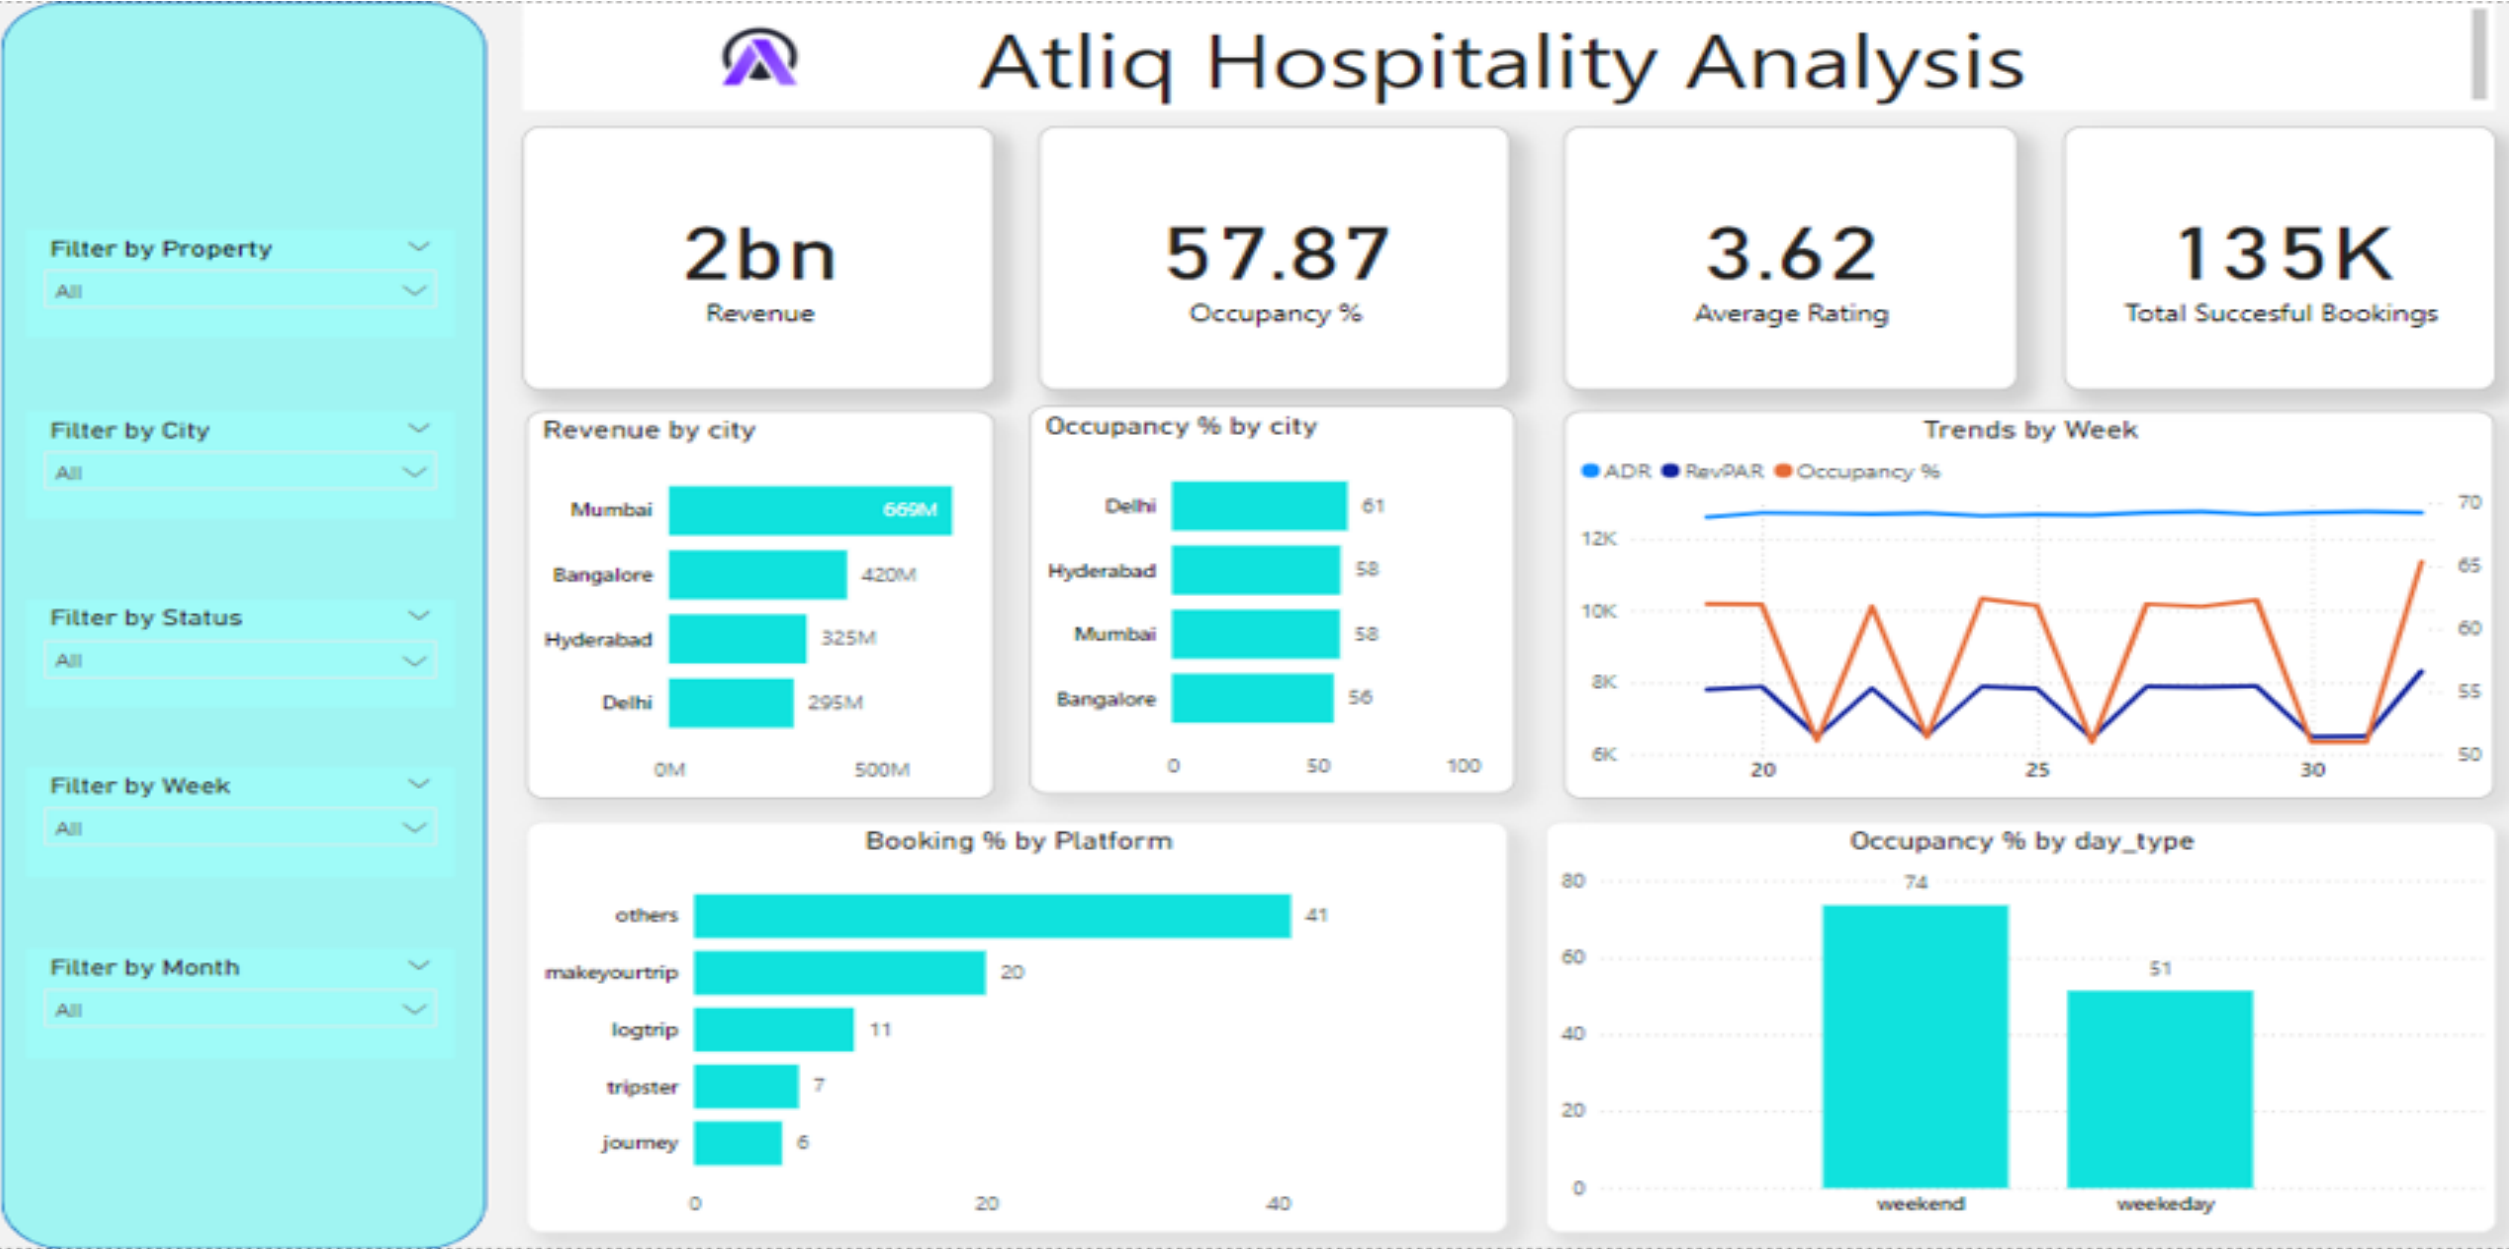 Atliq Hospitality Analysis
Filter by Property
All
Filter by City
All
Filter by Status
All
Filter by Week
All
Filter by Month
All
2bn
Revenue
57.87
Occupancy %
3.62
Average Rating
135K
Total Succesful Bookings
Revenue by city
Mumbai 669M
Bangalore 420M
Hyderabad 325M
Delhi 295M
0M 500M
Occupancy % by city
Delhi 61
Hyderabad 58
Mumbai 58
Bangalore 56
0 50 100
Trends by Week
ADR RevPAR Occupancy %
70
12K
65
10K
60
8K
55
6K 50
20 25 30
Booking % by Platform
others 41
makeyourtrip 20
logtrip 11
tripster 7
journey 6
0 20 40
Occupancy % by day_type
80
74
60
51
40
20
0
weekend weekeday